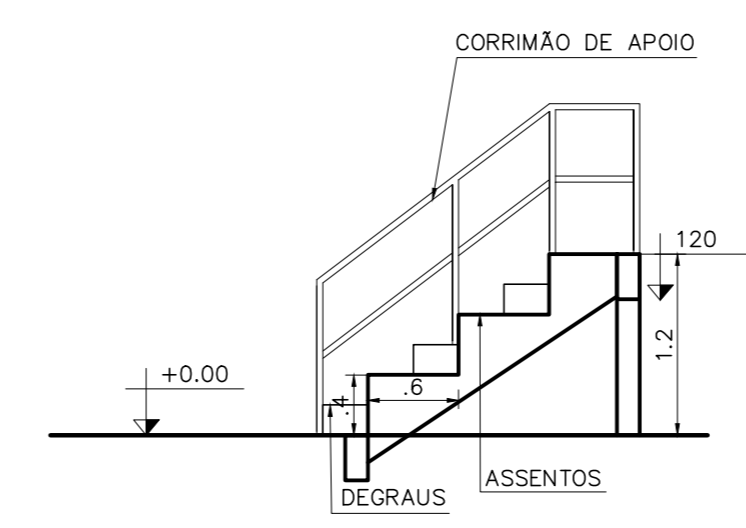 CORRIMÃO DE APOIO
120
+0.00
1.2
.6
.4
ASSENTOS
DEGRAUS